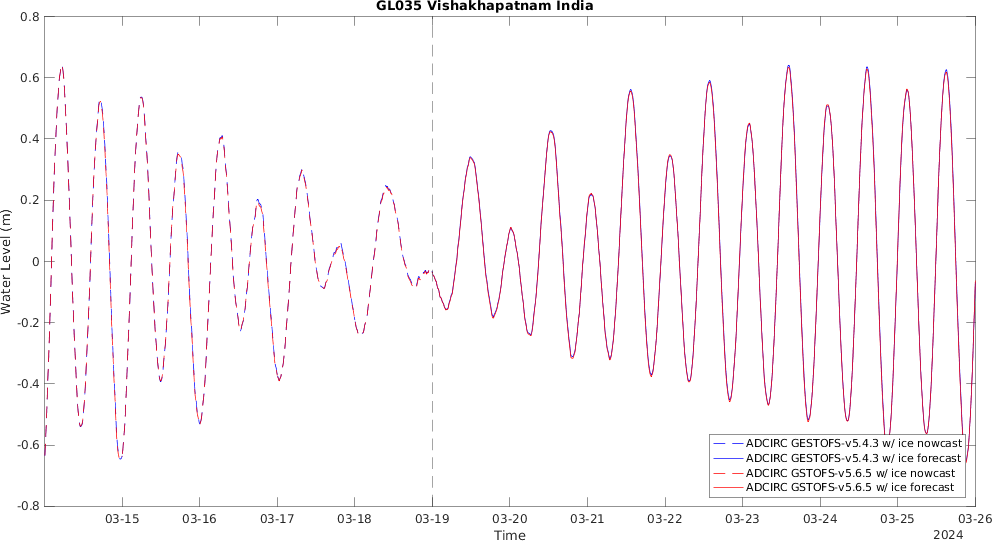 GL035 Vishakhapatnam India
Water Level (m)
0.8
0.6
0.4
0.2
0
-0.2
-0.4
-0.6
-0.8
ADCIRC GESTOFS-v5.4.3 w/ ice nowcast
ADCIRC GESTOFS-v5.4.3 w/ ice forecast
ADCIRC GSTOFS-v5.6.5 w/ ice nowcast
ADCIRC GSTOFS-v5.6.5 w/ ice forecast
03-15 03-16 03-17 03-18 03-19 03-20 03-21 03-22 03-23 03-24 03-25 03-26
Time
2024